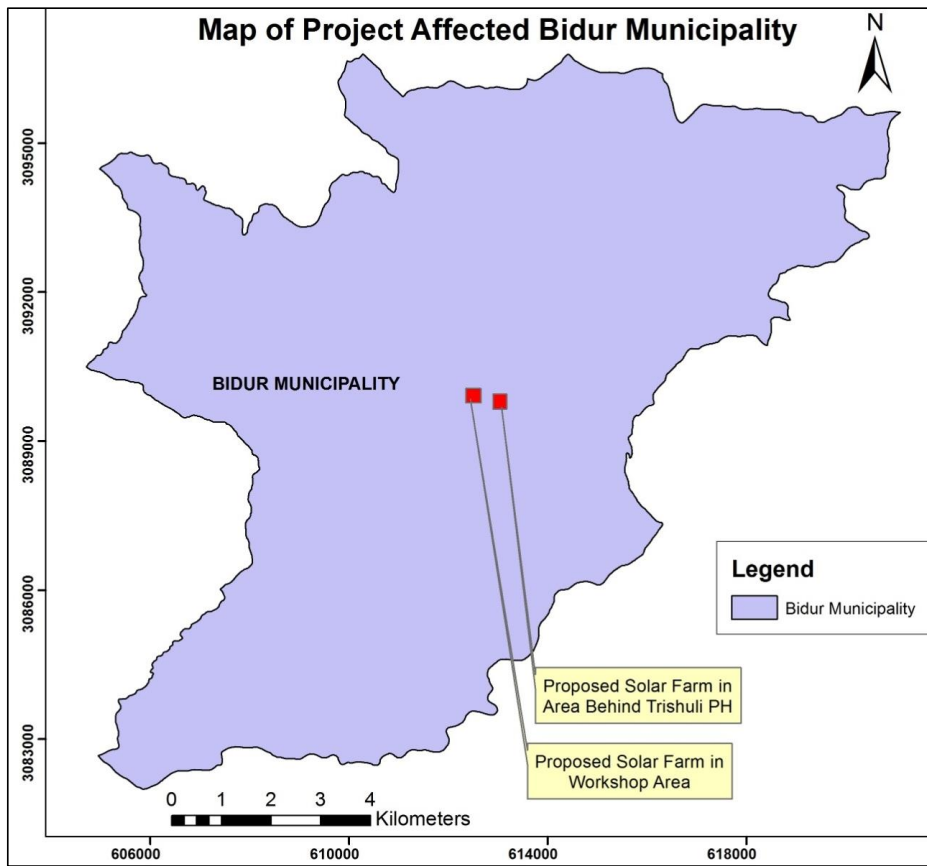 Map of Project Affected Bidur Municipality
N
3095000
3092000
3089000
3086000
3083000
BIDUR MUNICIPALITY
Legend
Bidur Municipality
Proposed Solar Farm in
Area Behind Trishuli PH
Proposed Solar Farm in
Workshop Area
0 1 2 3 4
Kilometers
606000 610000 614000 618000